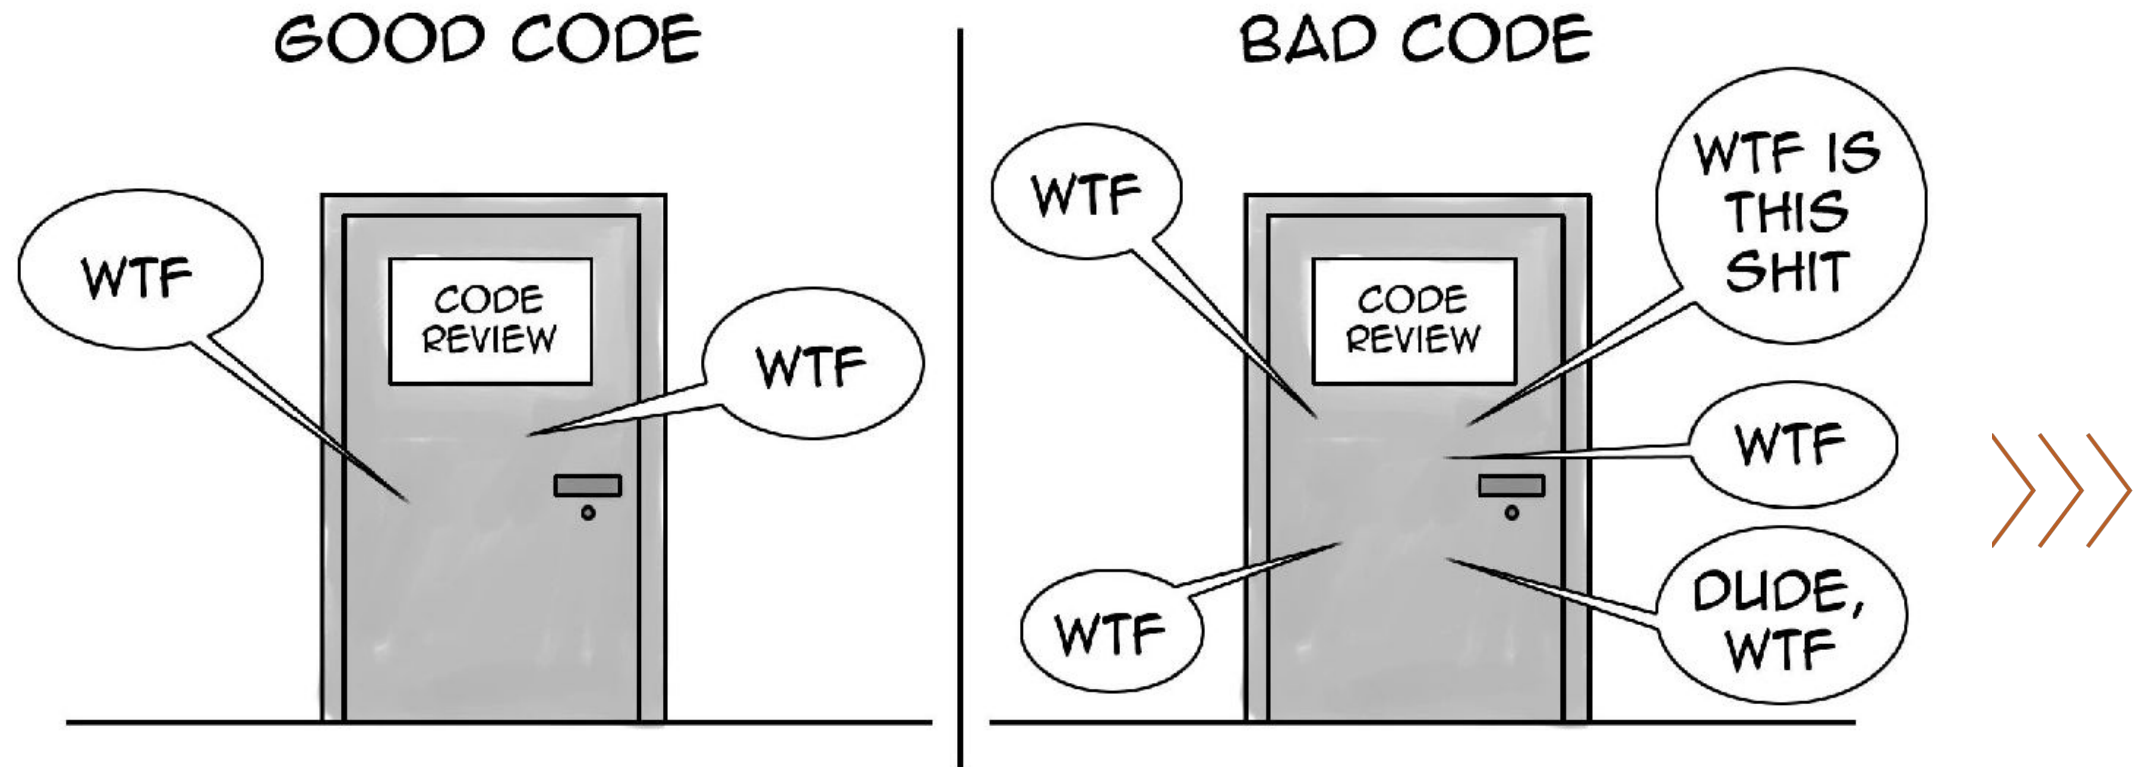 GOOD CODE
WTF
CODE
REVIEW
WTF
BAD CODE
WTF
CODE
REVIEW
WTF IS
THIS
SHIT
WTF
WTF
DUDE,
WTF